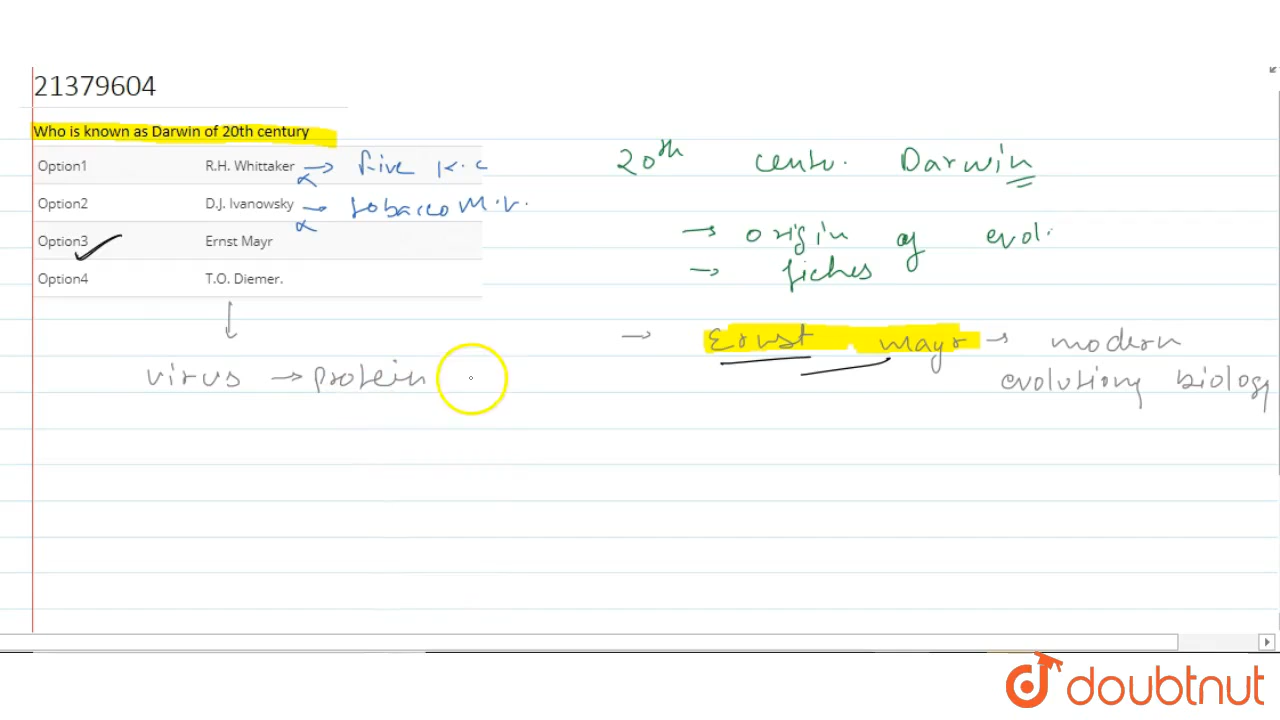 21379604
Who is known as Darwin of 20th century
Option1 R.H. Whittaker → five K.C
Option2 D.J. Ivanowsky → tobacco M.V.
Option3 Ernst Mayr
Option4 T.O. Diemer.
virus → protein
20th centu. Darwin
→ origin of evol.
→ fiches
→ Ernst Mayr → modern
evolutiony biology
doubtnut